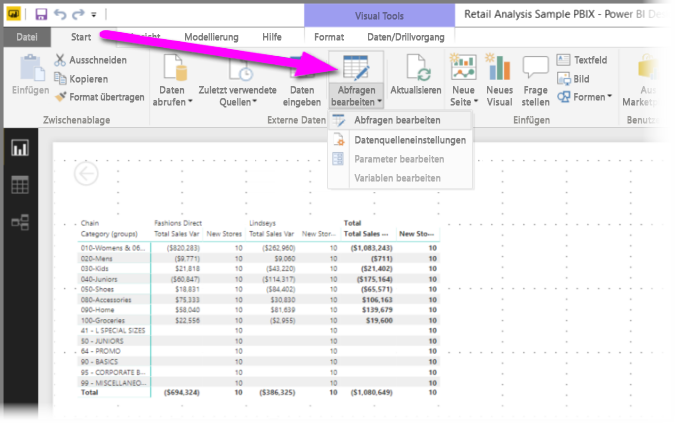 Visual Tools
Retail Analysis Sample PBIX - Power BI
Datei Start Modellierung Hilfe Format Daten/Drillvorgang
Einfügen
Ausschneiden
Kopieren
Format übertragen
Daten abrufen
Zuletzt verwendete Quellen
Daten eingeben
Abfragen bearbeiten
Aktualisieren
Neue Seite
Neues Visual
Frage stellen
Textfeld
Bild
Formen
Zwischenablage
Externe Daten
Einfügen
Abfragen bearbeiten
Datenquelleneinstellungen
Parameter bearbeiten
Variablen bearbeiten
Chain Fashions Direct Lindseys Total
Category (groups) Total Sales Var New Stores Total Sales Var New Stor... Total Sales ... New Sto...
010-Womens & 06... ($820,283) 10 ($262,960) 10 ($1,083,243) 10
020-Mens ($9,771) 10 $9,060 10 ($711) 10
030-Kids $21,818 10 ($43,220) 10 ($21,402) 10
040-Juniors ($60,847) 10 ($114,317) 10 ($175,164) 10
050-Shoes $18,831 10 ($84,402) 10 ($65,571) 10
080-Accessories $75,333 10 $30,830 10 $106,163 10
090-Home $58,040 10 $81,639 10 $139,679 10
100-Groceries $22,556 10 ($2,955) 10 $19,600 10
41 - L SPECIAL SIZES 10 10 10
50 - JUNIORS 10 10 10
64 - PROMO 10 10 10
90 - BASICS 10 10 10
95 - CORPORATE B... 10 10 10
99 - MISCELLANEO... 10 10 10
Total ($694,324) 10 ($386,325) 10 ($1,080,649) 10